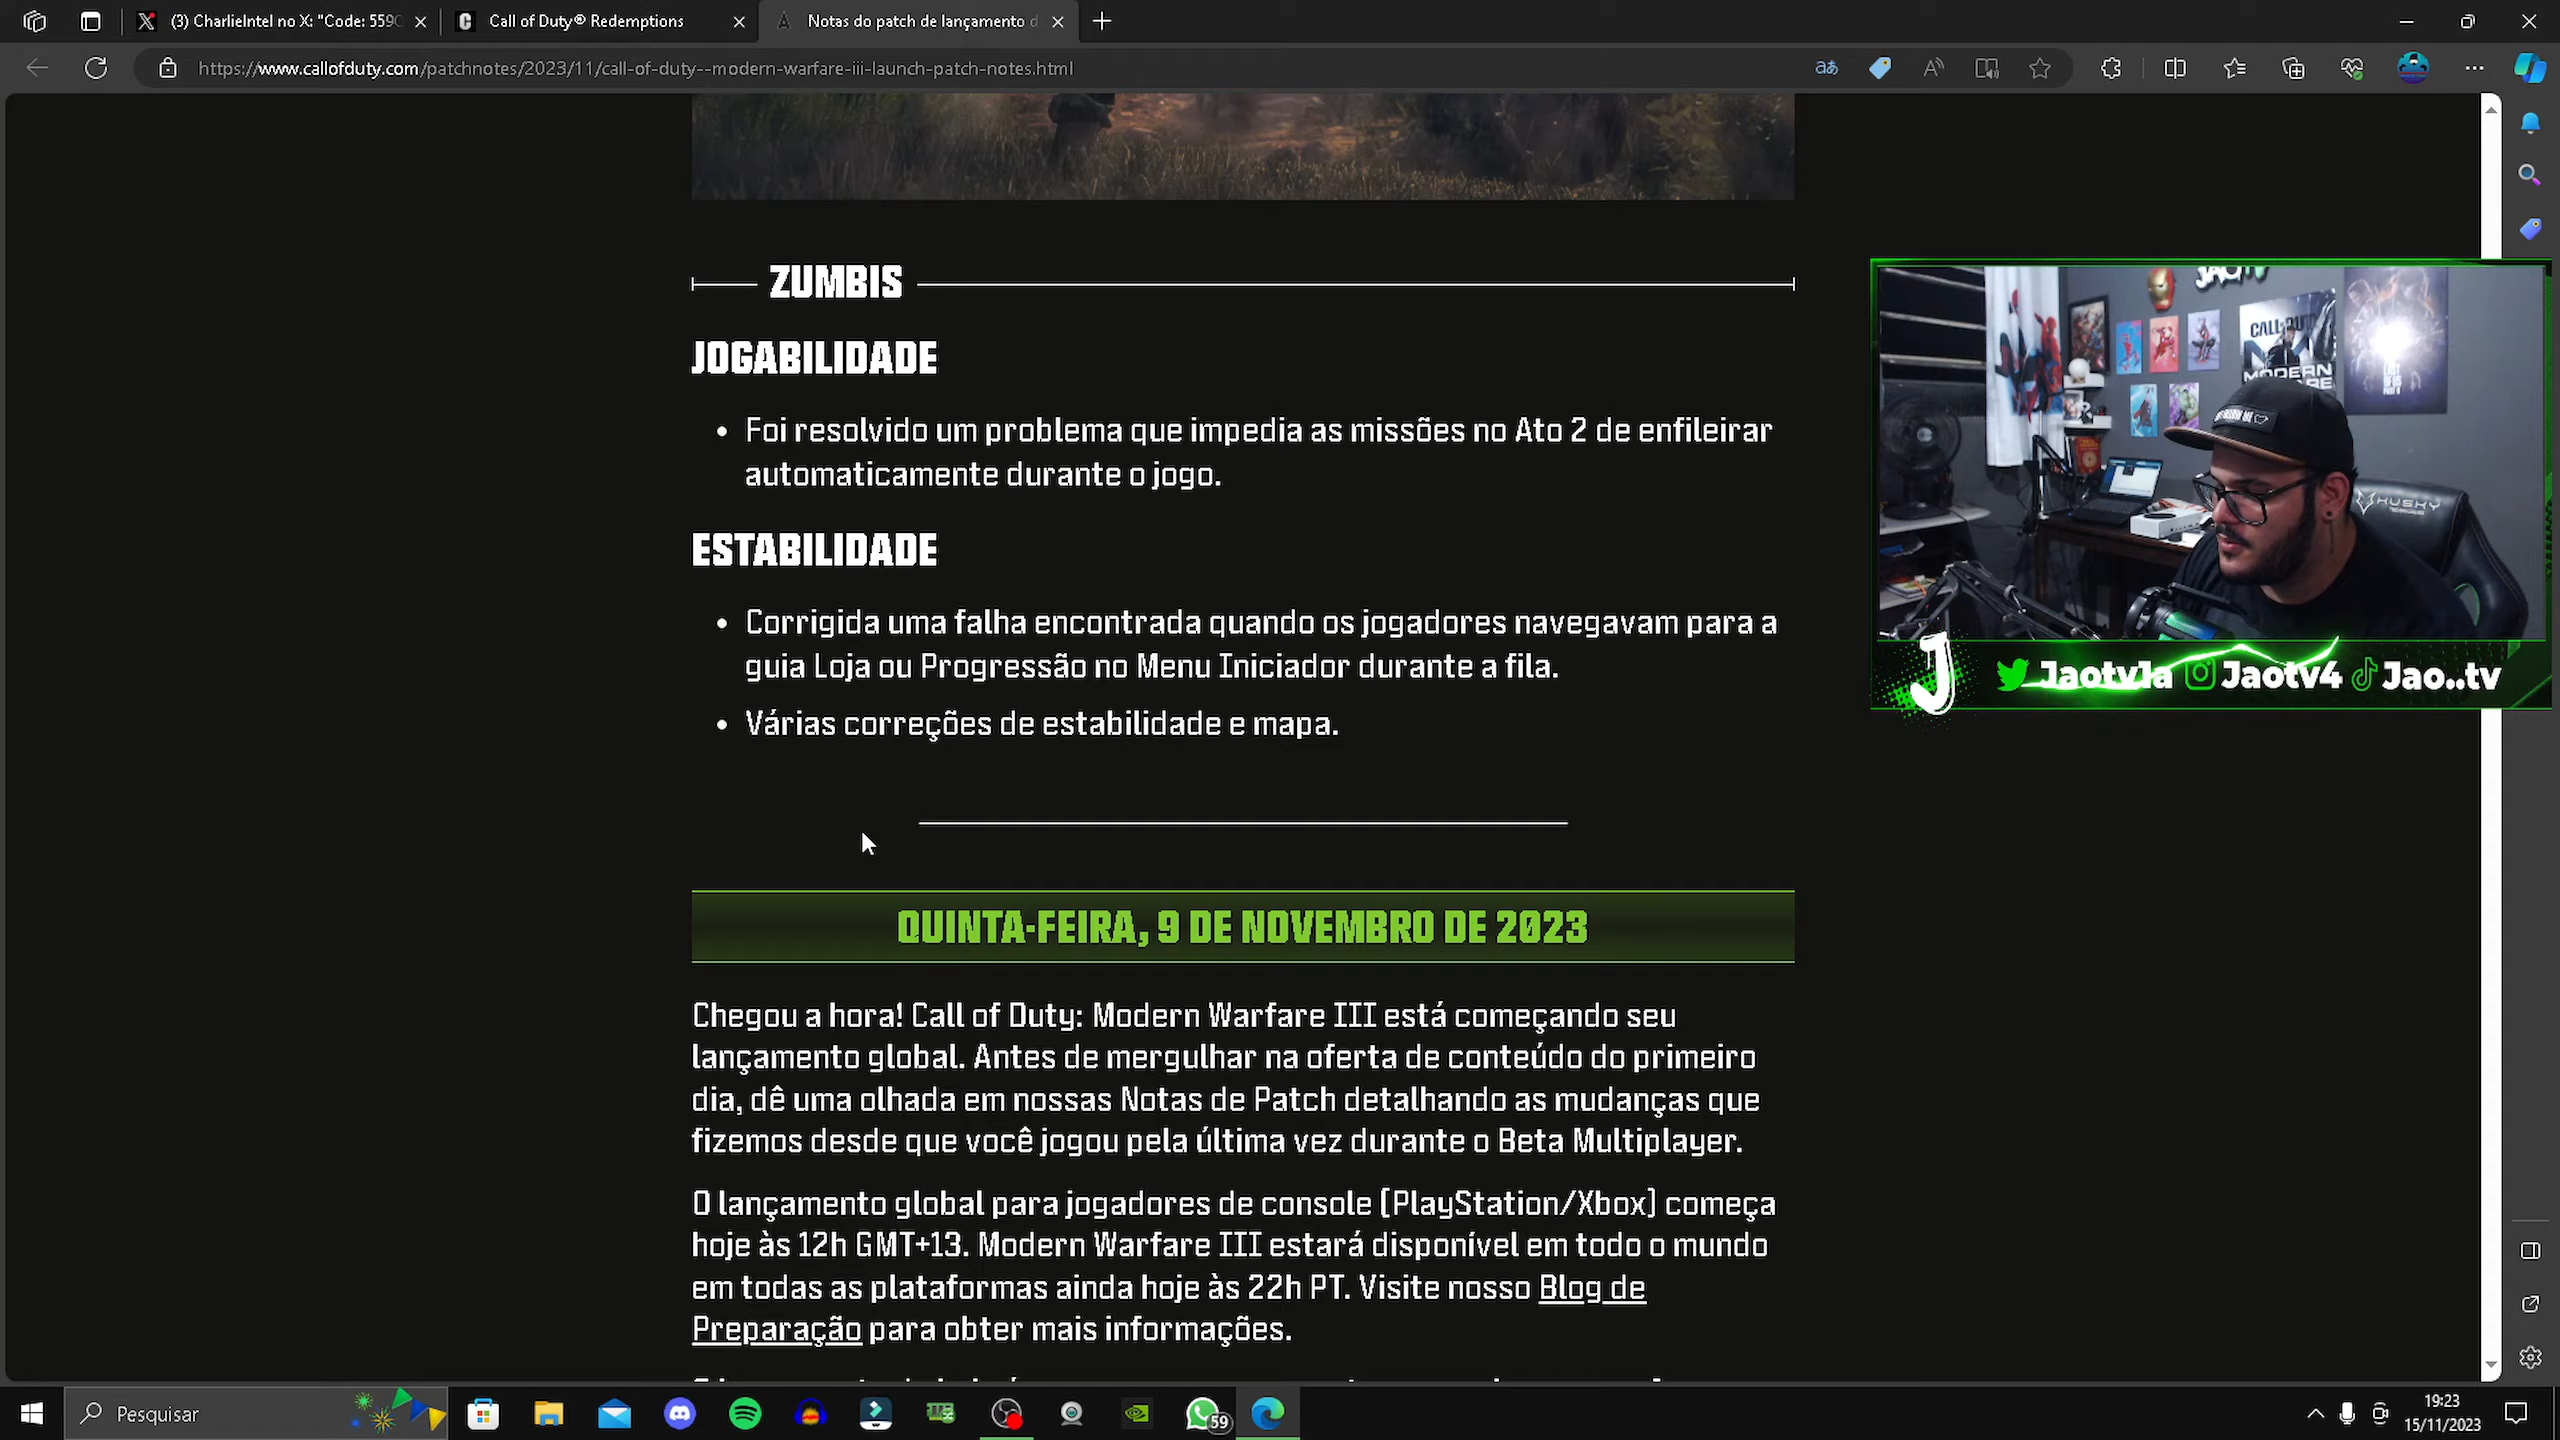 (3) CharlieIntel no X: "Code: 559C
Call of Duty® Redemptions
Notas do patch de lançamento d
https://www.callofduty.com/patchnotes/2023/11/call-of-duty--modern-warfare-iii-launch-patch-notes.html
ZUMBIS
JOGABILIDADE
Foi resolvido um problema que impedia as missões no Ato 2 de enfileirar
automaticamente durante o jogo.
ESTABILIDADE
Corrigida uma falha encontrada quando os jogadores navegavam para a
guia Loja ou Progressão no Menu Iniciador durante a fila.
Várias correções de estabilidade e mapa.
QUINTA-FEIRA, 9 DE NOVEMBRO DE 2023
Chegou a hora! Call of Duty: Modern Warfare III está começando seu
lançamento global. Antes de mergulhar na oferta de conteúdo do primeiro
dia, dê uma olhada em nossas Notas de Patch detalhando as mudanças que
fizemos desde que você jogou pela última vez durante o Beta Multiplayer.
O lançamento global para jogadores de console [PlayStation/Xbox] começa
hoje às 12h GMT+13. Modern Warfare III estará disponível em todo o mundo
em todas as plataformas ainda hoje às 22h PT. Visite nosso Blog de
Preparação para obter mais informações.
JAOTV
CALL OF DUTY
MODERN
HUSKY
J
Jaotv1a
Jaotv4
Jao..tv
Pesquisar
59
19:23
15/11/2023